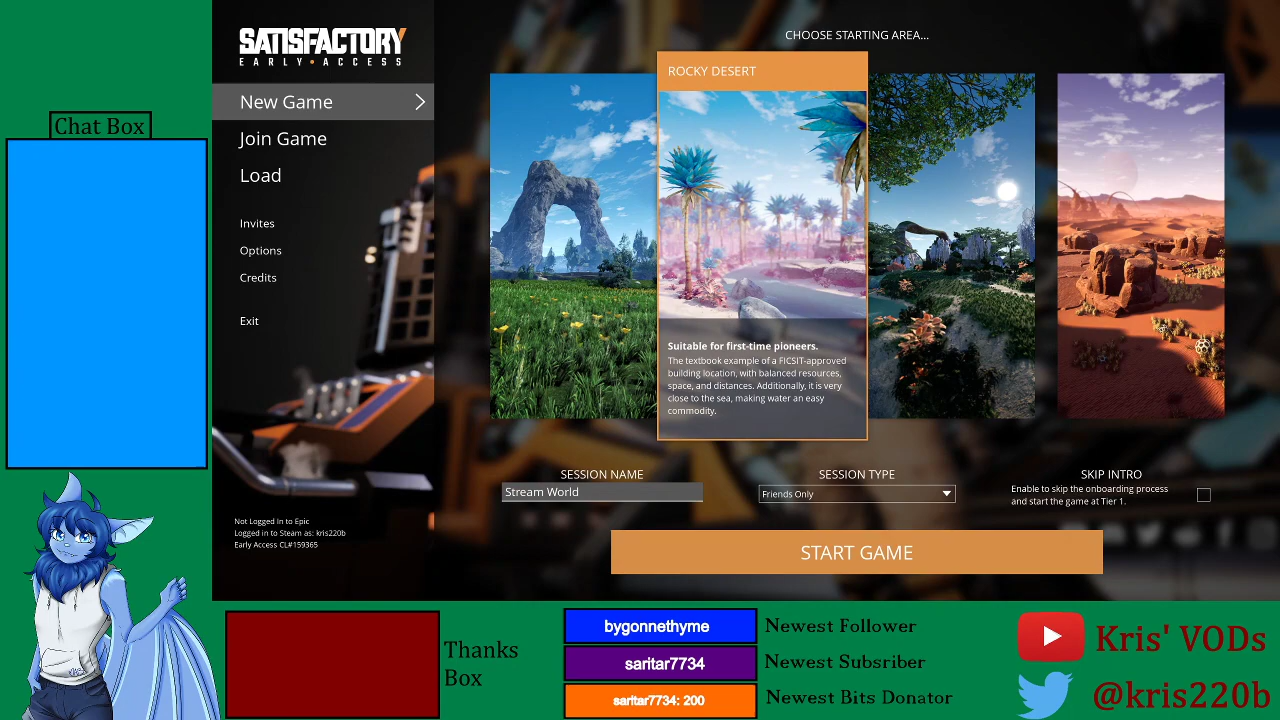 Chat Box
SATISFACTORY
EARLY • ACCESS
New Game
Join Game
Load
Invites
Options
Credits
Exit
Not Logged In to Epic
Logged in to Steam as: kris220b
Early Access CL#159365
CHOOSE STARTING AREA...
ROCKY DESERT
Suitable for first-time pioneers.
The textbook example of a FICSIT-approved
building location, with balanced resources,
space, and distances. Additionally, it is very
close to the sea, making water an easy
commodity.
SESSION NAME
Stream World
SESSION TYPE
Friends Only
SKIP INTRO
Enable to skip the onboarding process
and start the game at Tier 1.
START GAME
Thanks
Box
bygonnethyme
Newest Follower
saritar7734
Newest Subsriber
saritar7734: 200
Newest Bits Donator
Kris' VODs
@kris220b